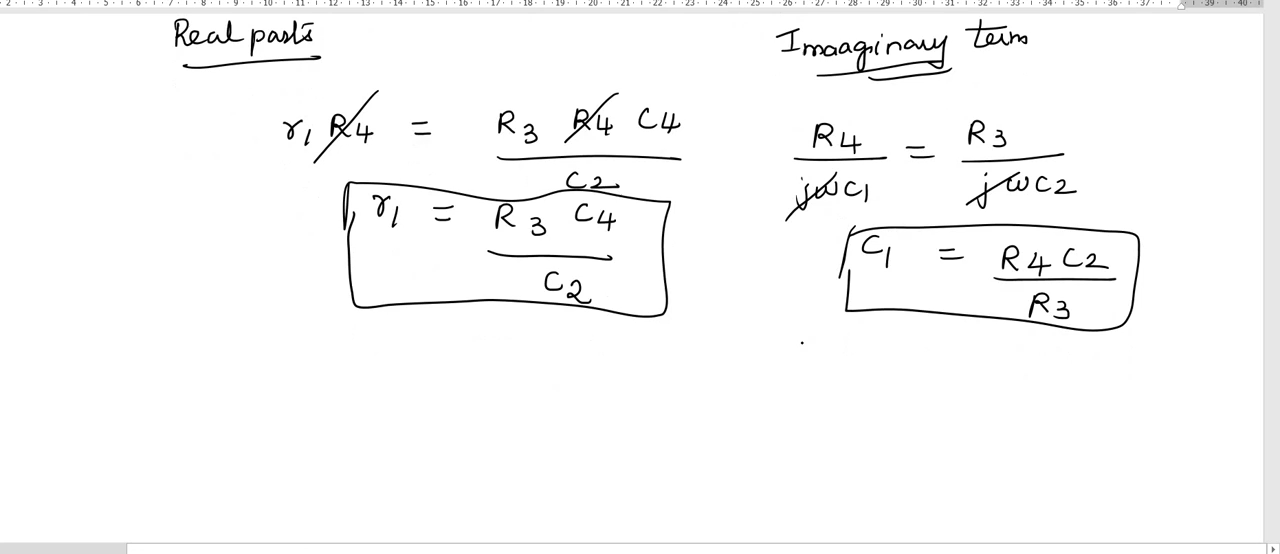 Real parts
r1 R4 = R3 R4 C4 / C2
r1 = R3 C4 / C2
Imaaginary term
R4 / jωC1 = R3 / jωC2
C1 = R4 C2 / R3